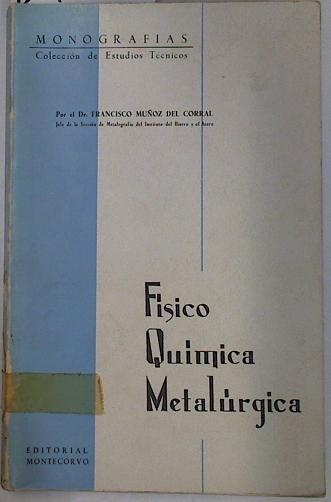 MONOGRAFIAS
Colección de Estudios Técnicos
Por el Dr. FRANCISCO MUÑOZ DEL CORRAL
Jefe de la Sección de Metalografía del Instituto del Hierro y el Acero
Fisico
Quimica
Metalúrgica
EDITORIAL
MONTECORVO